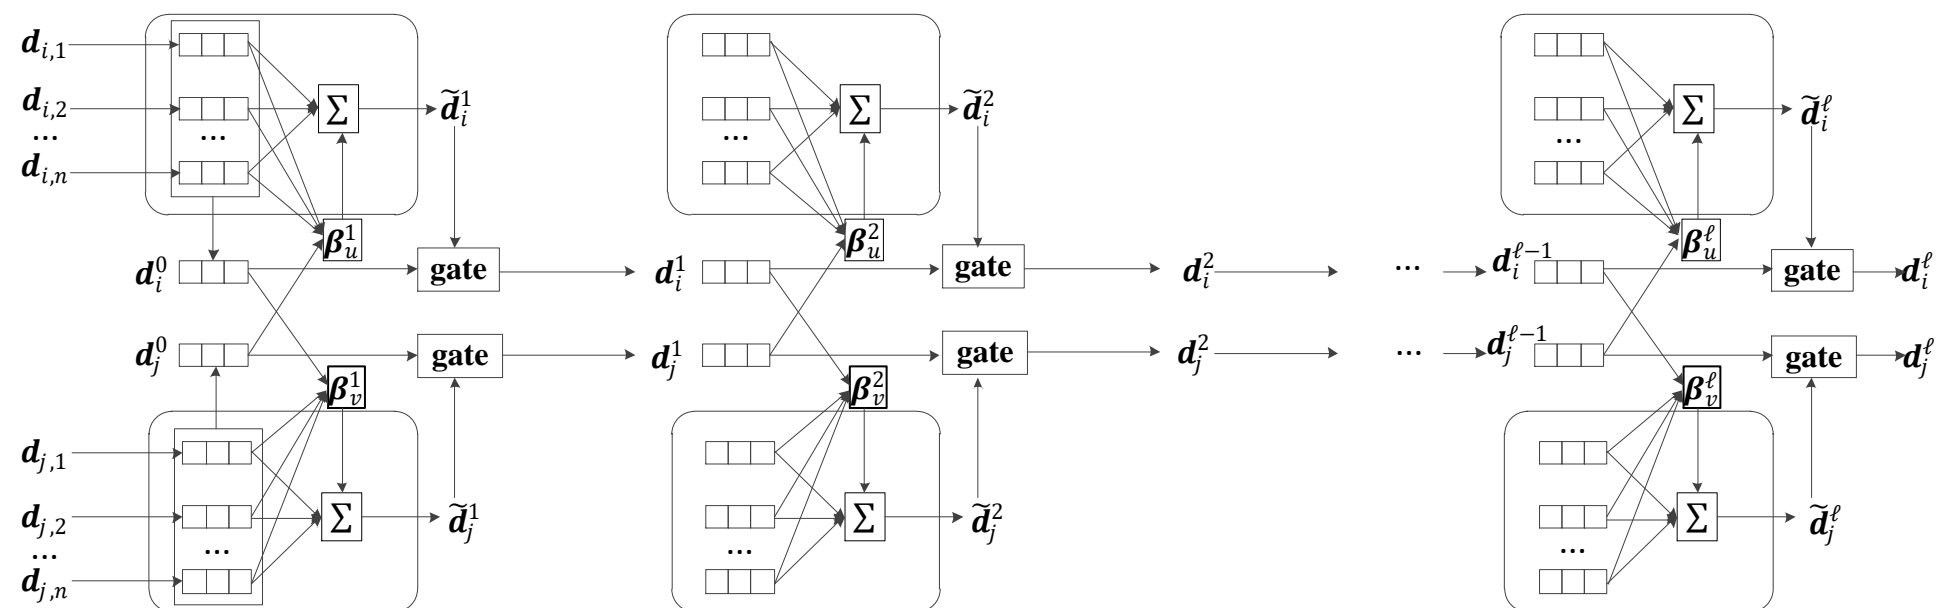 d_{i,1}
d_{i,2} ... Σ d̃_i^1 ... Σ d̃_i^2 ... Σ d̃_i^ℓ
...
d_{i,n}
β_u^1 β_u^2 β_u^ℓ
d_i^0 gate d_i^1 gate d_i^2 ... d_i^{ℓ-1} gate d_i^ℓ
d_j^0 gate d_j^1 gate d_j^2 ... d_j^{ℓ-1} gate d_j^ℓ
β_v^1 β_v^2 β_v^ℓ
d_{j,1}
d_{j,2} Σ d̃_j^1 Σ d̃_j^2 Σ d̃_j^ℓ
... ... ... ...
d_{j,n}